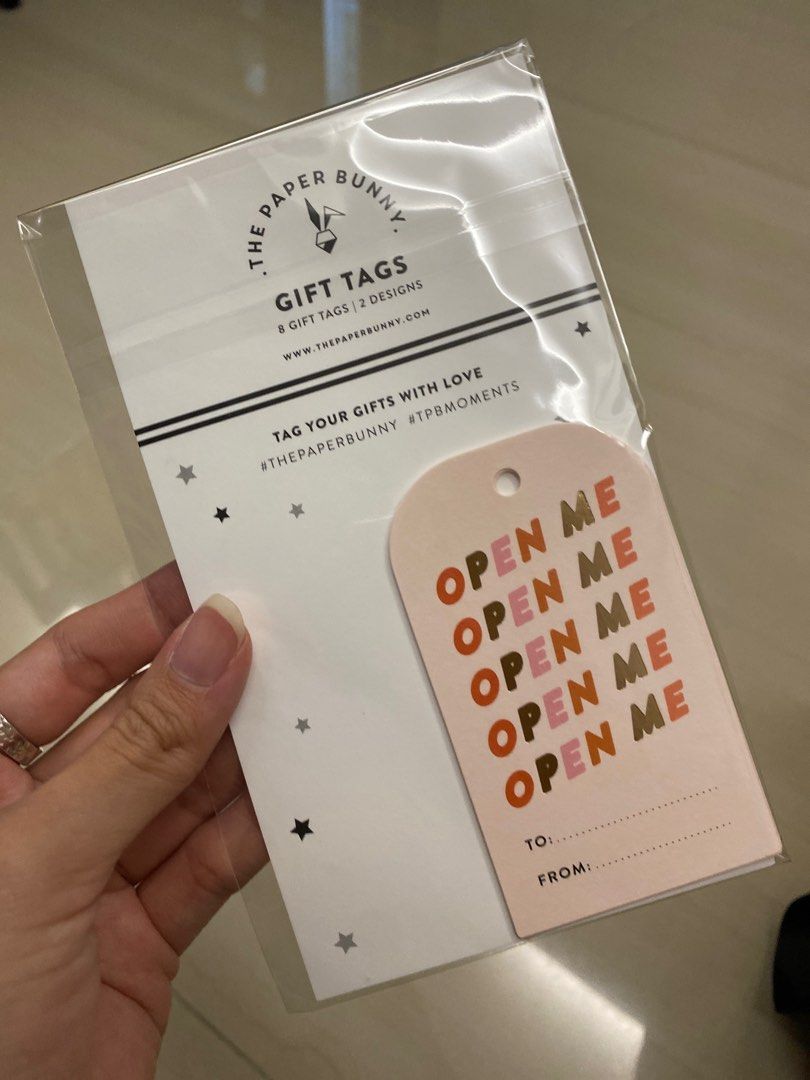 .THE PAPER BUNNY.
GIFT TAGS
8 GIFT TAGS | 2 DESIGNS
WWW.THEPAPERBUNNY.COM
TAG YOUR GIFTS WITH LOVE
#THEPAPERBUNNY #TPBMOMENTS
OPEN ME
OPEN ME
OPEN ME
OPEN ME
OPEN ME
TO:
FROM: